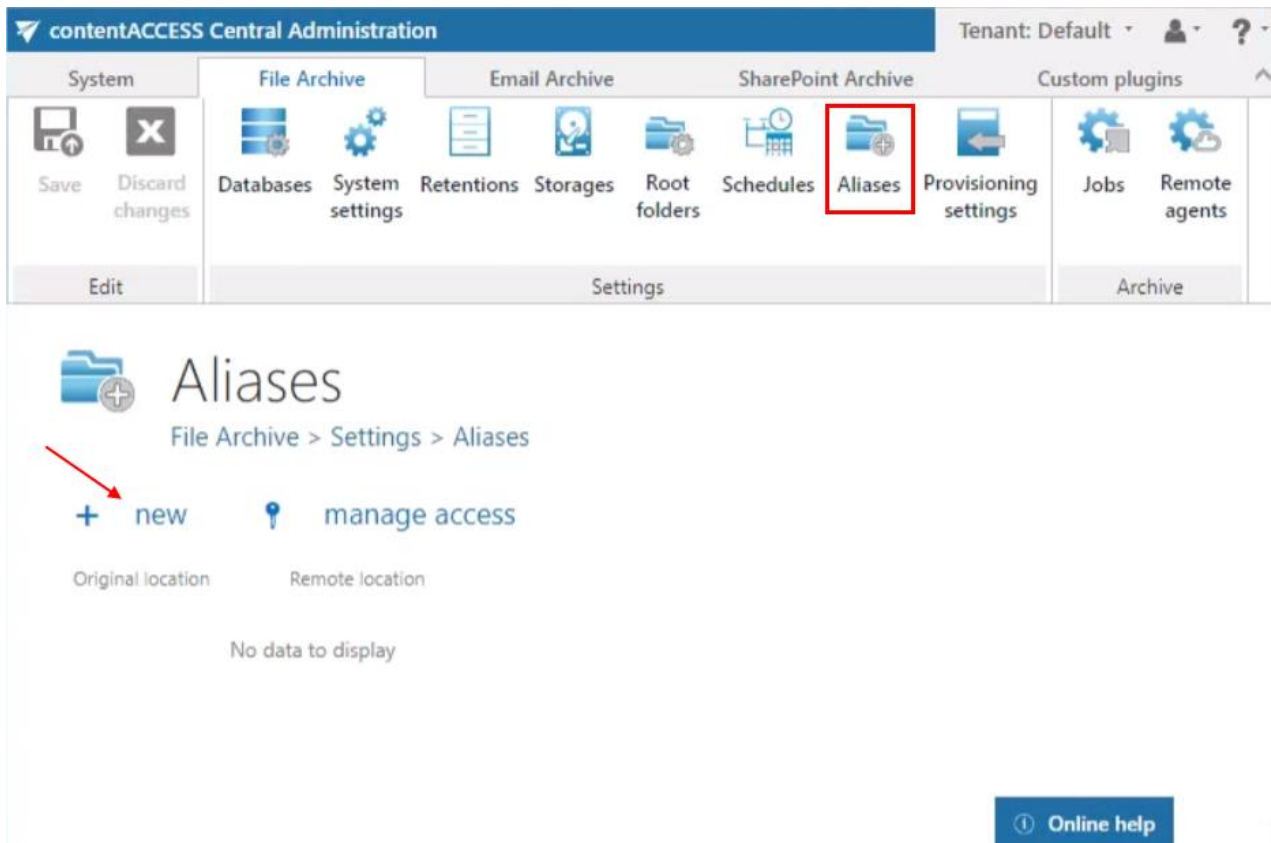 contentACCESS Central Administration
Tenant: Default
?
System
File Archive
Email Archive
SharePoint Archive
Custom plugins
Save
Discard
changes
Databases
System
settings
Retentions
Storages
Root
folders
Schedules
Aliases
Provisioning
settings
Jobs
Remote
agents
Edit
Settings
Archive
Aliases
File Archive > Settings > Aliases
+ new
manage access
Original location
Remote location
No data to display
Online help